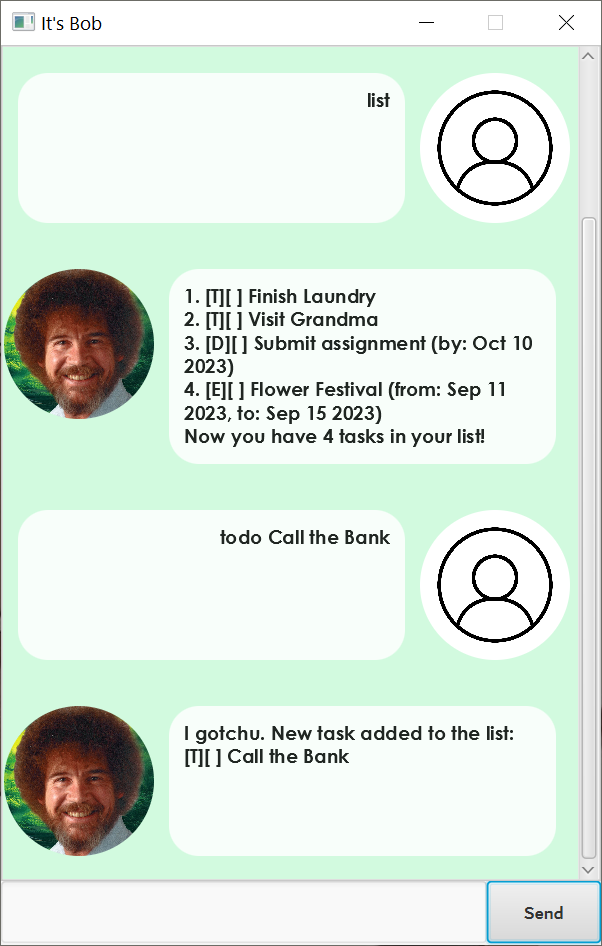 It's Bob
list
1. [T][ ] Finish Laundry
2. [T][ ] Visit Grandma
3. [D][ ] Submit assignment (by: Oct 10
2023)
4. [E][ ] Flower Festival (from: Sep 11
2023, to: Sep 15 2023)
Now you have 4 tasks in your list!
todo Call the Bank
I gotchu. New task added to the list:
[T][ ] Call the Bank
Send